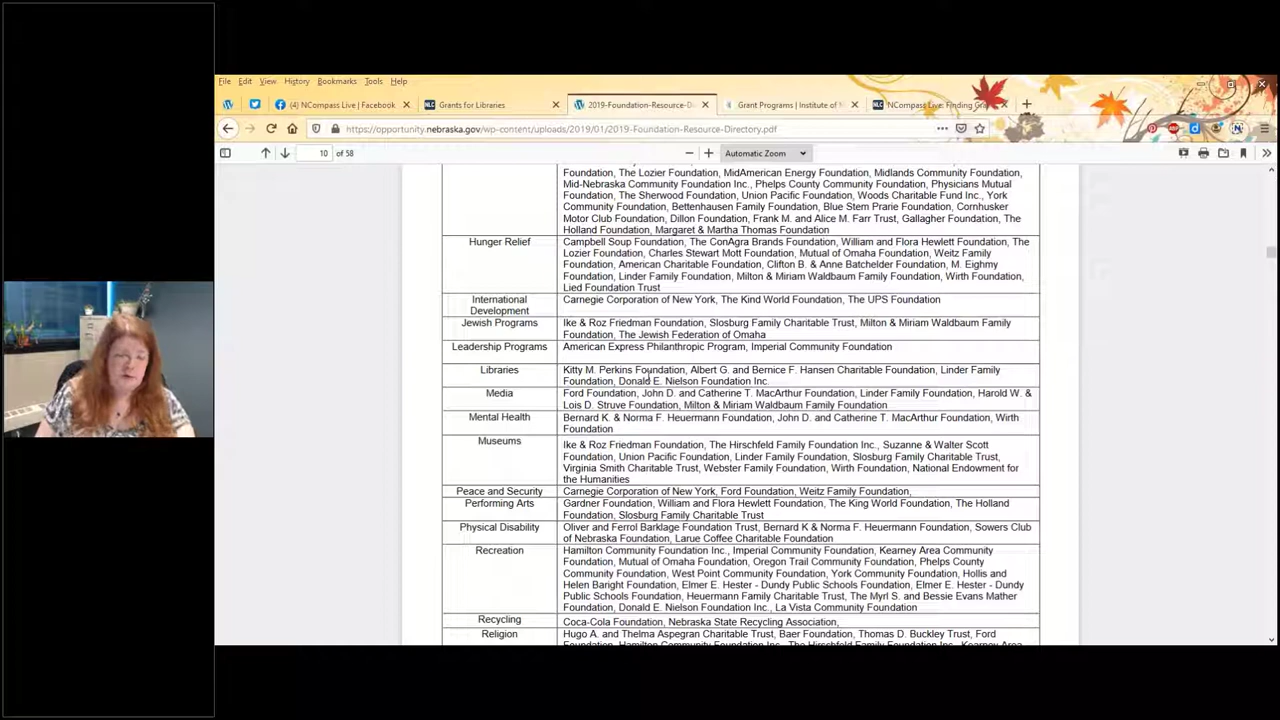 File Edit View History Bookmarks Tools Help
(4) NCompass Live | Facebook
Grants for Libraries
2019-Foundation-Resource-D
Grant Programs | Institute of M
NCompass Live: Finding Gra
https://opportunity.nebraska.gov/wp-content/uploads/2019/01/2019-Foundation-Resource-Directory.pdf
10 of 58
Automatic Zoom
Foundation, The Lozier Foundation, MidAmerican Energy Foundation, Midlands Community Foundation,
Mid-Nebraska Community Foundation Inc., Phelps County Community Foundation, Physicians Mutual
Foundation, The Sherwood Foundation, Union Pacific Foundation, Woods Charitable Fund Inc., York
Community Foundation, Bettenhausen Family Foundation, Blue Stem Prarie Foundation, Cornhusker
Motor Club Foundation, Dillon Foundation, Frank M. and Alice M. Farr Trust, Gallagher Foundation, The
Holland Foundation, Margaret & Martha Thomas Foundation
Hunger Relief
Campbell Soup Foundation, The ConAgra Brands Foundation, William and Flora Hewlett Foundation, The
Lozier Foundation, Charles Stewart Mott Foundation, Mutual of Omaha Foundation, Weitz Family
Foundation, American Charitable Foundation, Clifton B. & Anne Batchelder Foundation, M. Eighmy
Foundation, Linder Family Foundation, Milton & Miriam Waldbaum Family Foundation, Wirth Foundation,
Lied Foundation Trust
International
Development
Carnegie Corporation of New York, The Kind World Foundation, The UPS Foundation
Jewish Programs
Ike & Roz Friedman Foundation, Slosburg Family Charitable Trust, Milton & Miriam Waldbaum Family
Foundation, The Jewish Federation of Omaha
Leadership Programs
American Express Philanthropic Program, Imperial Community Foundation
Libraries
Kitty M. Perkins Foundation, Albert G. and Bernice F. Hansen Charitable Foundation, Linder Family
Foundation, Donald E. Nielson Foundation Inc.
Media
Ford Foundation, John D. and Catherine T. MacArthur Foundation, Linder Family Foundation, Harold W. &
Lois D. Struve Foundation, Milton & Miriam Waldbaum Family Foundation
Mental Health
Bernard K. & Norma F. Heuermann Foundation, John D. and Catherine T. MacArthur Foundation, Wirth
Foundation
Museums
Ike & Roz Friedman Foundation, The Hirschfeld Family Foundation Inc., Suzanne & Walter Scott
Foundation, Union Pacific Foundation, Linder Family Foundation, Slosburg Family Charitable Trust,
Virginia Smith Charitable Trust, Webster Family Foundation, Wirth Foundation, National Endowment for
the Humanities
Peace and Security
Carnegie Corporation of New York, Ford Foundation, Weitz Family Foundation,
Performing Arts
Gardner Foundation, William and Flora Hewlett Foundation, The King World Foundation, The Holland
Foundation, Slosburg Family Charitable Trust
Physical Disability
Oliver and Ferrol Barklage Foundation Trust, Bernard K & Norma F. Heuermann Foundation, Sowers Club
of Nebraska Foundation, Larue Coffee Charitable Foundation
Recreation
Hamilton Community Foundation Inc., Imperial Community Foundation, Kearney Area Community
Foundation, Mutual of Omaha Foundation, Oregon Trail Community Foundation, Phelps County
Community Foundation, West Point Community Foundation, York Community Foundation, Hollis and
Helen Baright Foundation, Elmer E. Hester - Dundy Public Schools Foundation, Elmer E. Hester - Dundy
Public Schools Foundation, Heuermann Family Charitable Trust, The Myrl S. and Bessie Evans Mather
Foundation, Donald E. Nielson Foundation Inc., La Vista Community Foundation
Recycling
Coca-Cola Foundation, Nebraska State Recycling Association,
Religion
Hugo A. and Thelma Aspegran Charitable Trust, Baer Foundation, Thomas D. Buckley Trust, Ford
Foundation, Hamilton Community Foundation Inc., The Hirschfeld Family Foundation Inc., Kearney Area